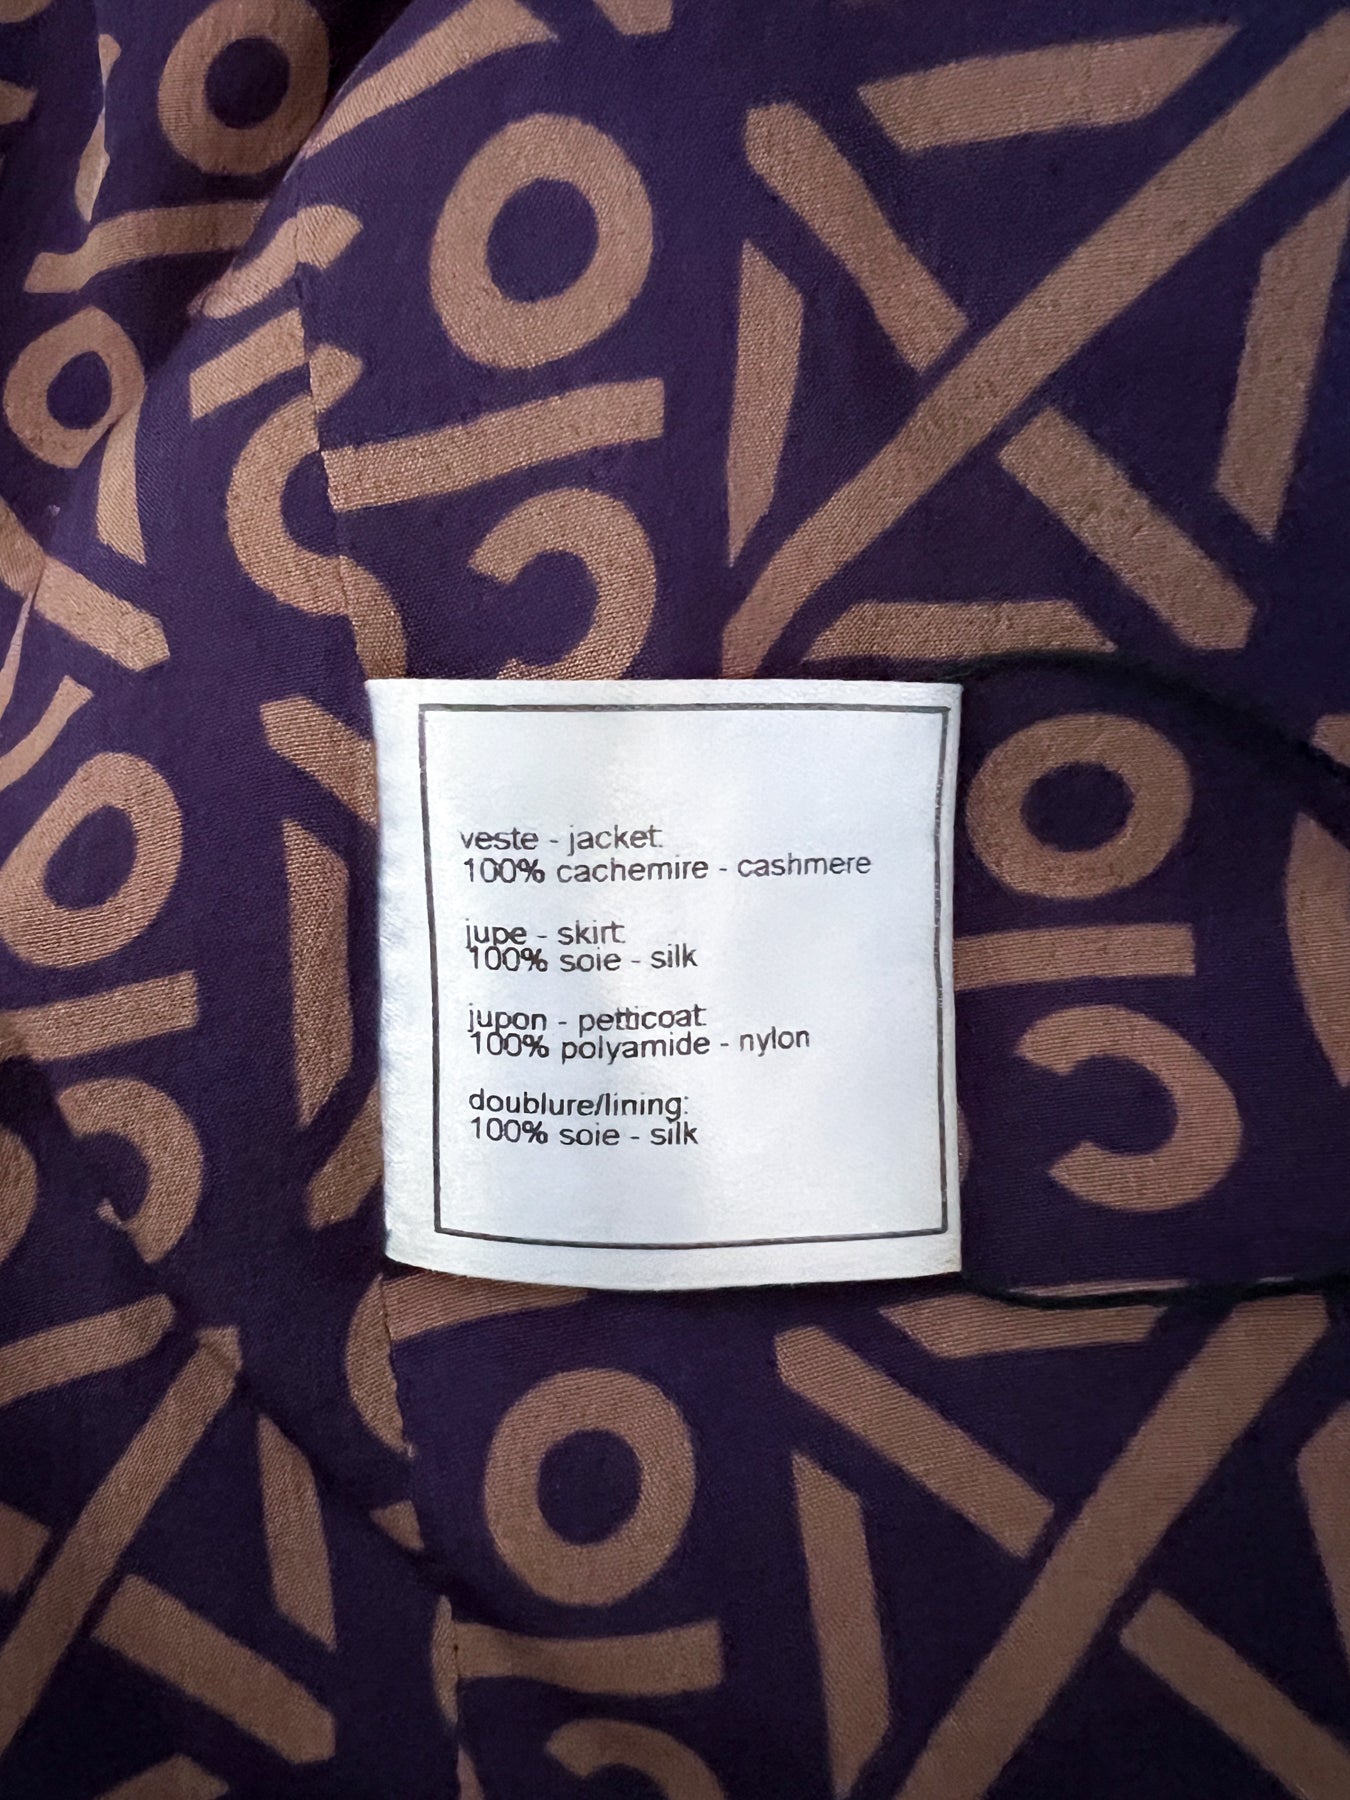 veste - jacket:
100% cachemire - cashmere
jupe - skirt:
100% soie - silk
jupon - petticoat:
100% polyamide - nylon
doublure/lining:
100% soie - silk